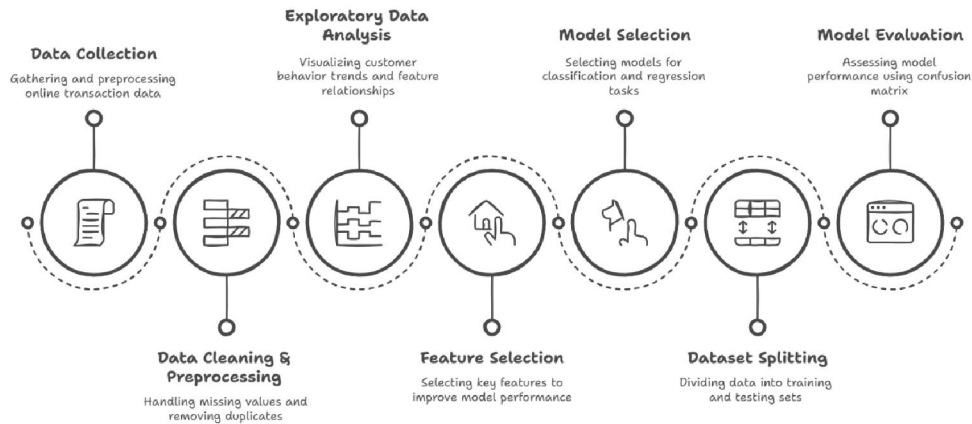 Data Collection
Gathering and preprocessing
online transaction data
Data Cleaning &
Preprocessing
Handling missing values and
removing duplicates
Exploratory Data
Analysis
Visualizing customer
behavior trends and feature
relationships
Feature Selection
Selecting key features to
improve model performance
Model Selection
Selecting models for
classification and regression
tasks
Dataset Splitting
Dividing data into training
and testing sets
Model Evaluation
Assessing model
performance using confusion
matrix